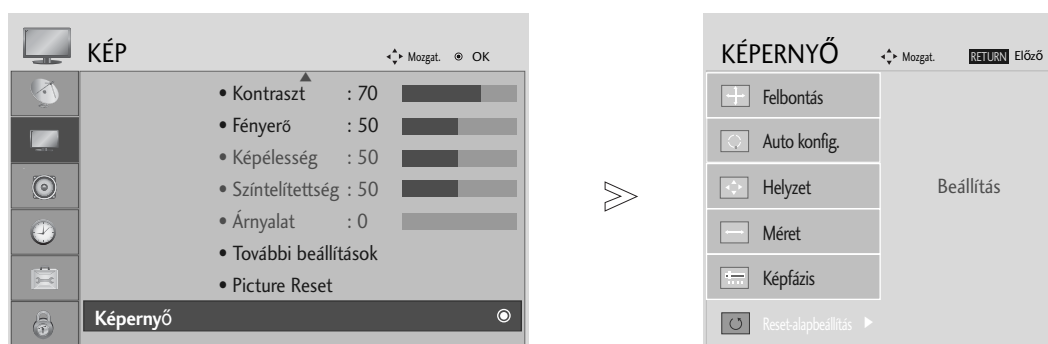 KÉP
Mozgat. OK
• Kontraszt : 70
• Fényerő : 50
• Képélesség : 50
• Színtelítettség : 50
• Árnyalat : 0
• További beállítások
• Picture Reset
Képernyő
KÉPERNYŐ
Mozgat. RETURN Előző
Felbontás
Auto konfig.
Helyzet
Méret
Képfázis
Reset-alapbeállítás
Beállítás